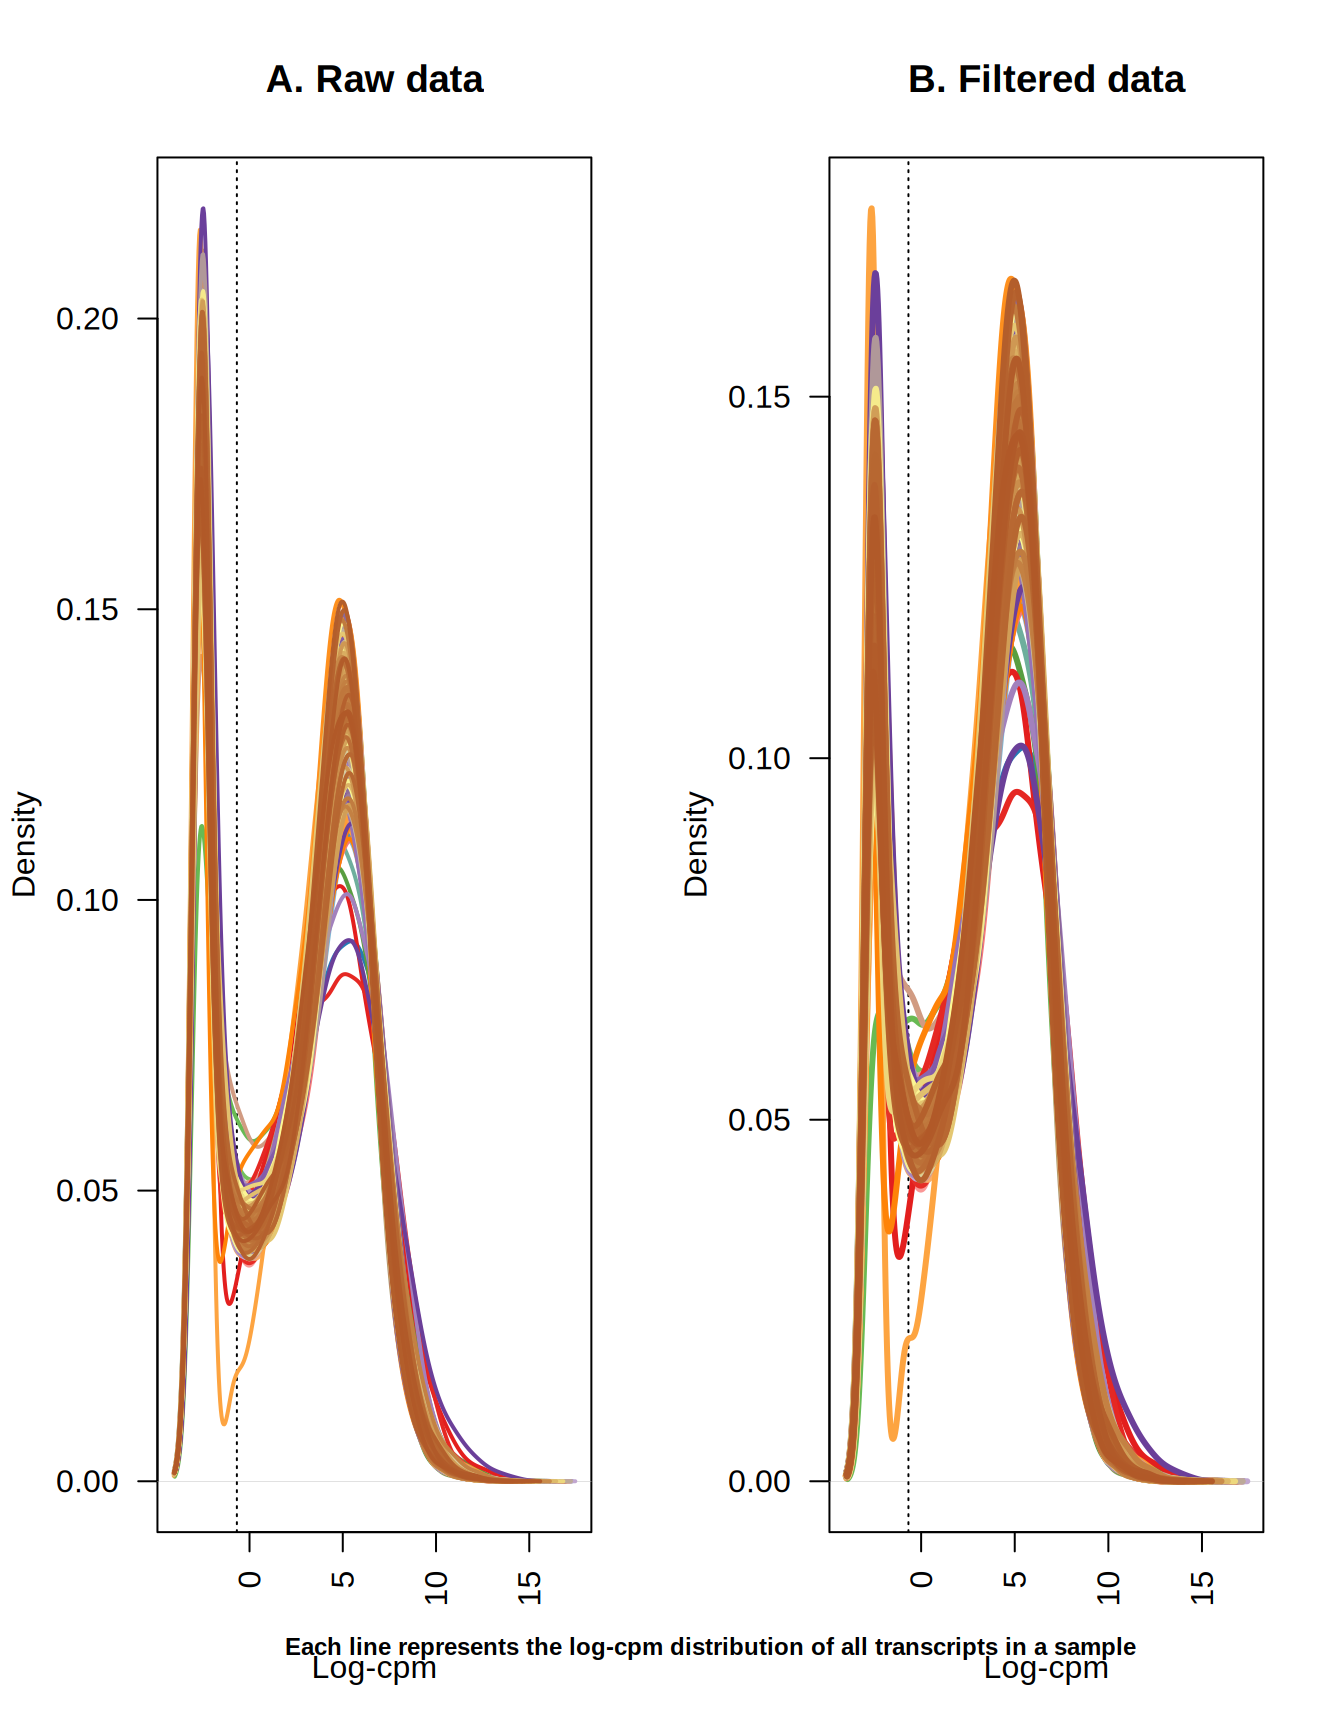 A. Raw data
B. Filtered data
Density
0.20
0.15
0.10
0.05
0.00
0
5
10
15
Log-cpm
Density
0.15
0.10
0.05
0.00
0
5
10
15
Log-cpm
Each line represents the log-cpm distribution of all transcripts in a sample